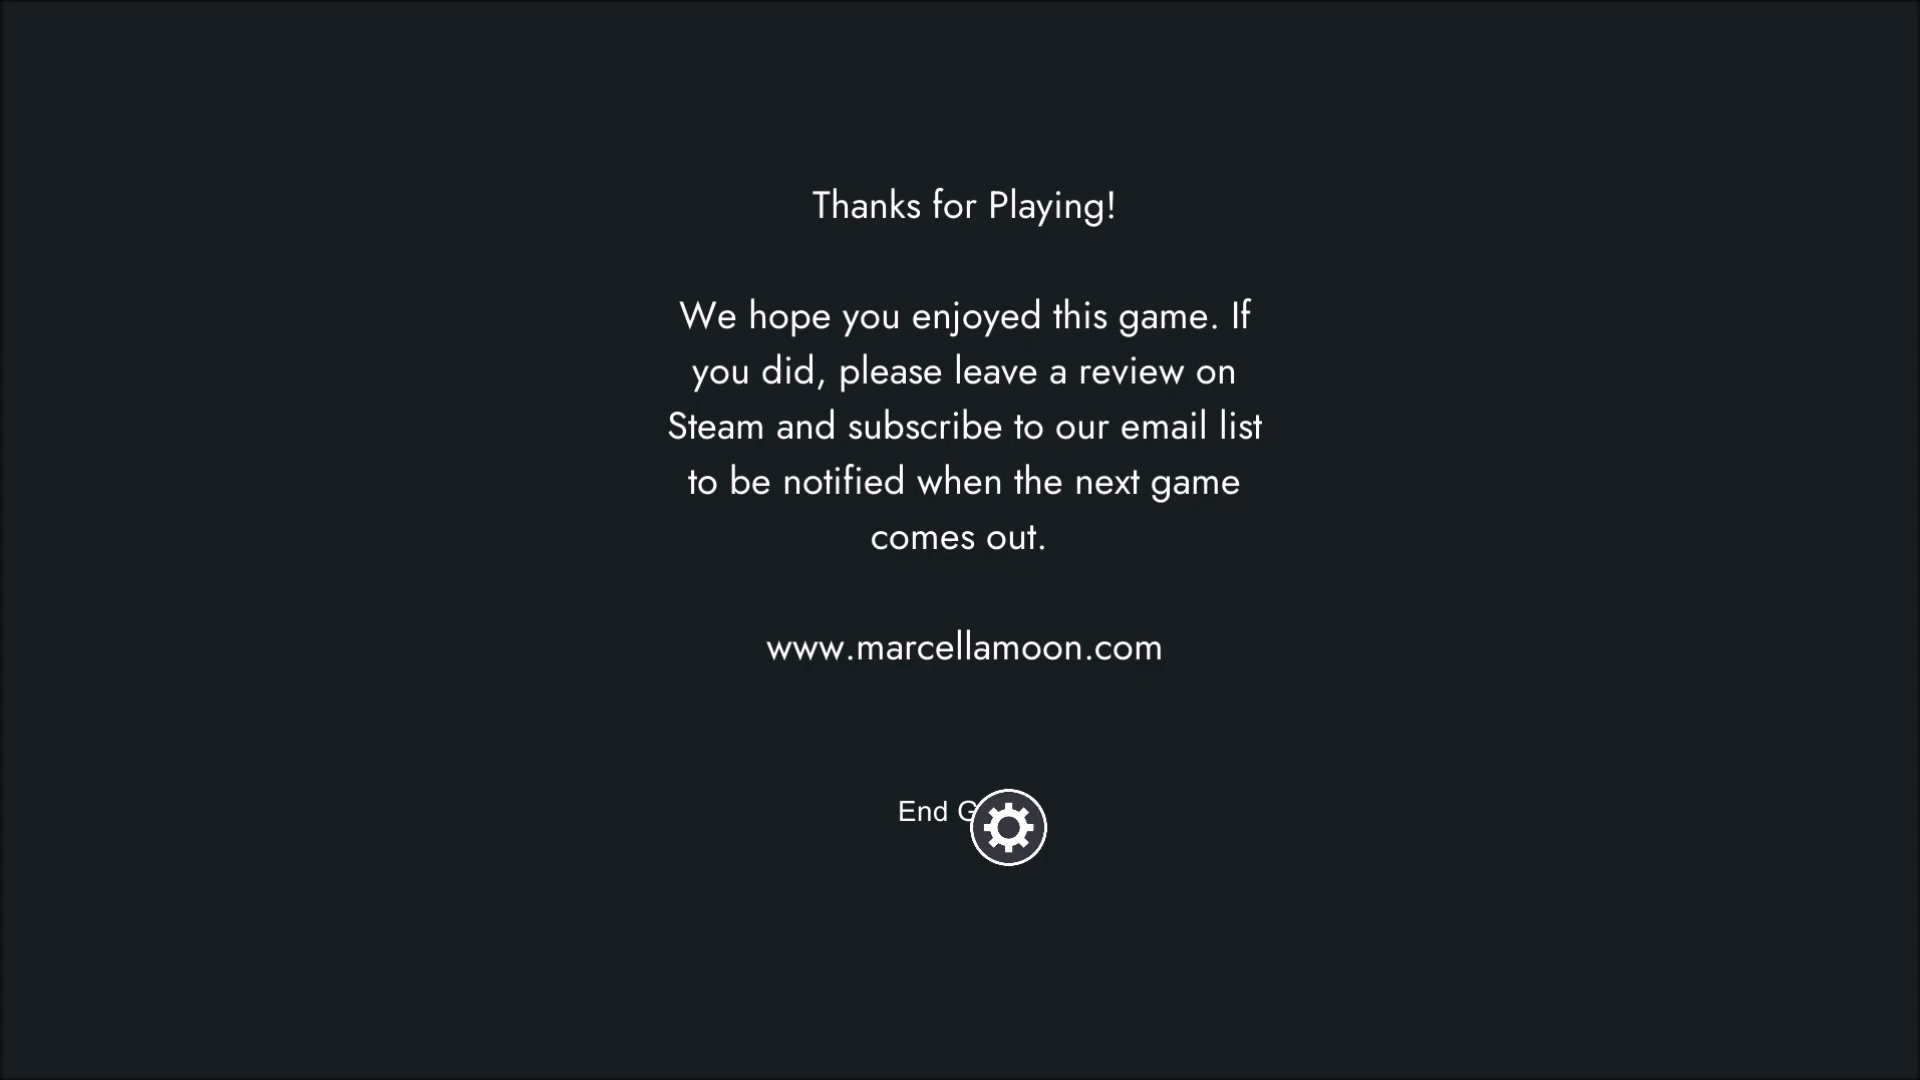 Thanks for Playing!
We hope you enjoyed this game. If
you did, please leave a review on
Steam and subscribe to our email list
to be notified when the next game
comes out.
www.marcellamoon.com
End